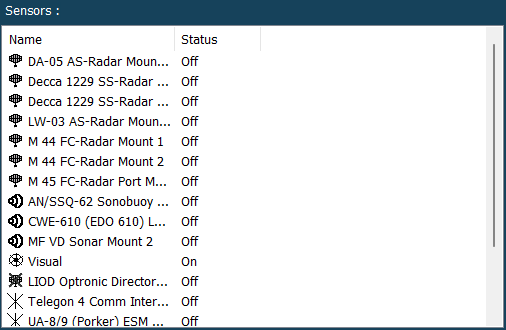 Sensors :
Name Status
DA-05 AS-Radar Moun... Off
Decca 1229 SS-Radar ... Off
Decca 1229 SS-Radar ... Off
LW-03 AS-Radar Moun... Off
M 44 FC-Radar Mount 1 Off
M 44 FC-Radar Mount 2 Off
M 45 FC-Radar Port M... Off
AN/SSQ-62 Sonobuoy ... Off
CWE-610 (EDO 610) L... Off
MF VD Sonar Mount 2 Off
Visual On
LIOD Optronic Director... Off
Telegon 4 Comm Inter... Off
UA-8/9 (Porker) ESM ... Off